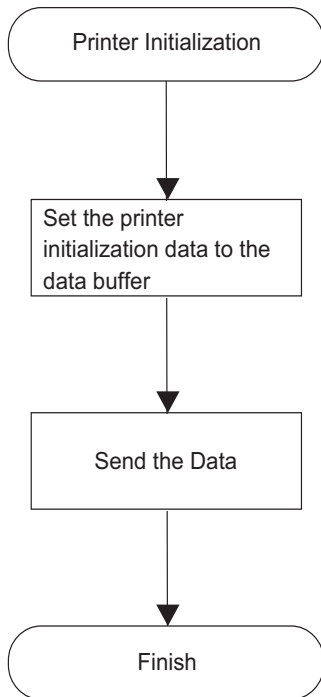 Printer Initialization
Set the printer
initialization data to the
data buffer
Send the Data
Finish